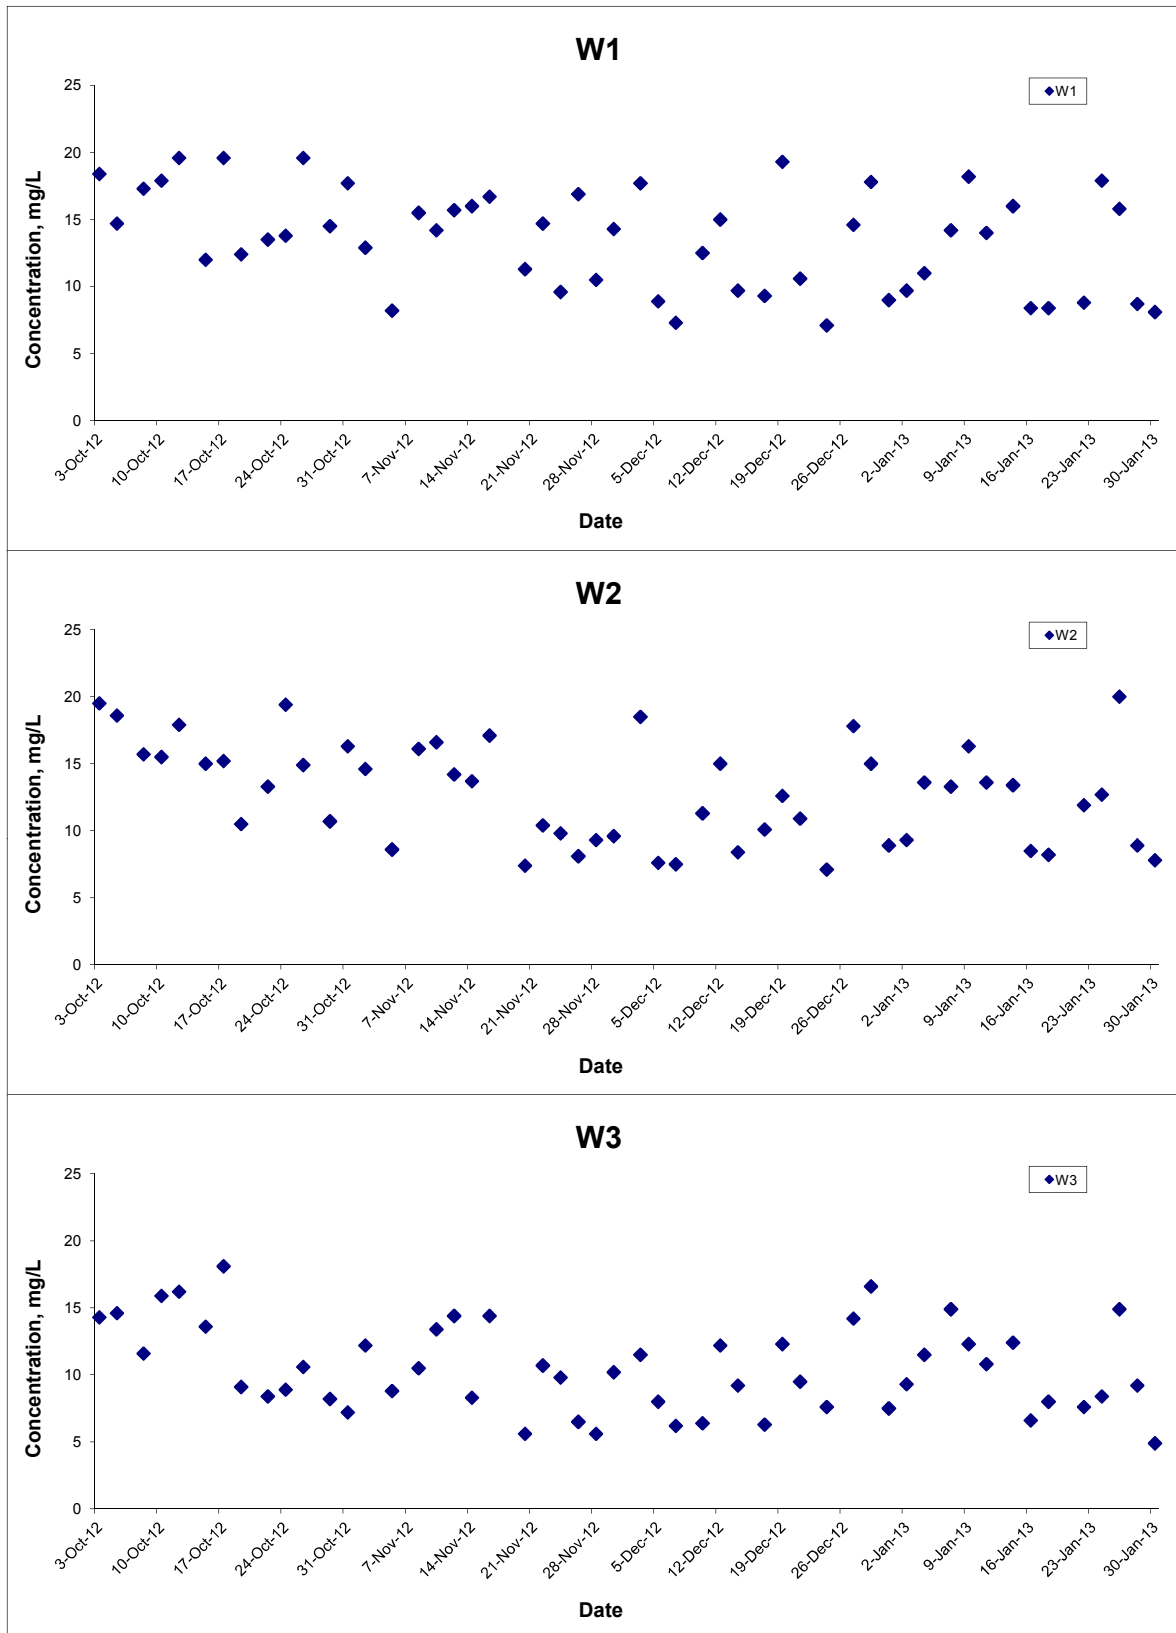 W1
W1
25
20
15
10
5
0
Concentration, mg/L
3-Oct-12 10-Oct-12 17-Oct-12 24-Oct-12 31-Oct-12 7-Nov-12 14-Nov-12 21-Nov-12 28-Nov-12 5-Dec-12 12-Dec-12 19-Dec-12 26-Dec-12 2-Jan-13 9-Jan-13 16-Jan-13 23-Jan-13 30-Jan-13
Date
W2
W2
25
20
15
10
5
0
Concentration, mg/L
3-Oct-12 10-Oct-12 17-Oct-12 24-Oct-12 31-Oct-12 7-Nov-12 14-Nov-12 21-Nov-12 28-Nov-12 5-Dec-12 12-Dec-12 19-Dec-12 26-Dec-12 2-Jan-13 9-Jan-13 16-Jan-13 23-Jan-13 30-Jan-13
Date
W3
W3
25
20
15
10
5
0
Concentration, mg/L
3-Oct-12 10-Oct-12 17-Oct-12 24-Oct-12 31-Oct-12 7-Nov-12 14-Nov-12 21-Nov-12 28-Nov-12 5-Dec-12 12-Dec-12 19-Dec-12 26-Dec-12 2-Jan-13 9-Jan-13 16-Jan-13 23-Jan-13 30-Jan-13
Date